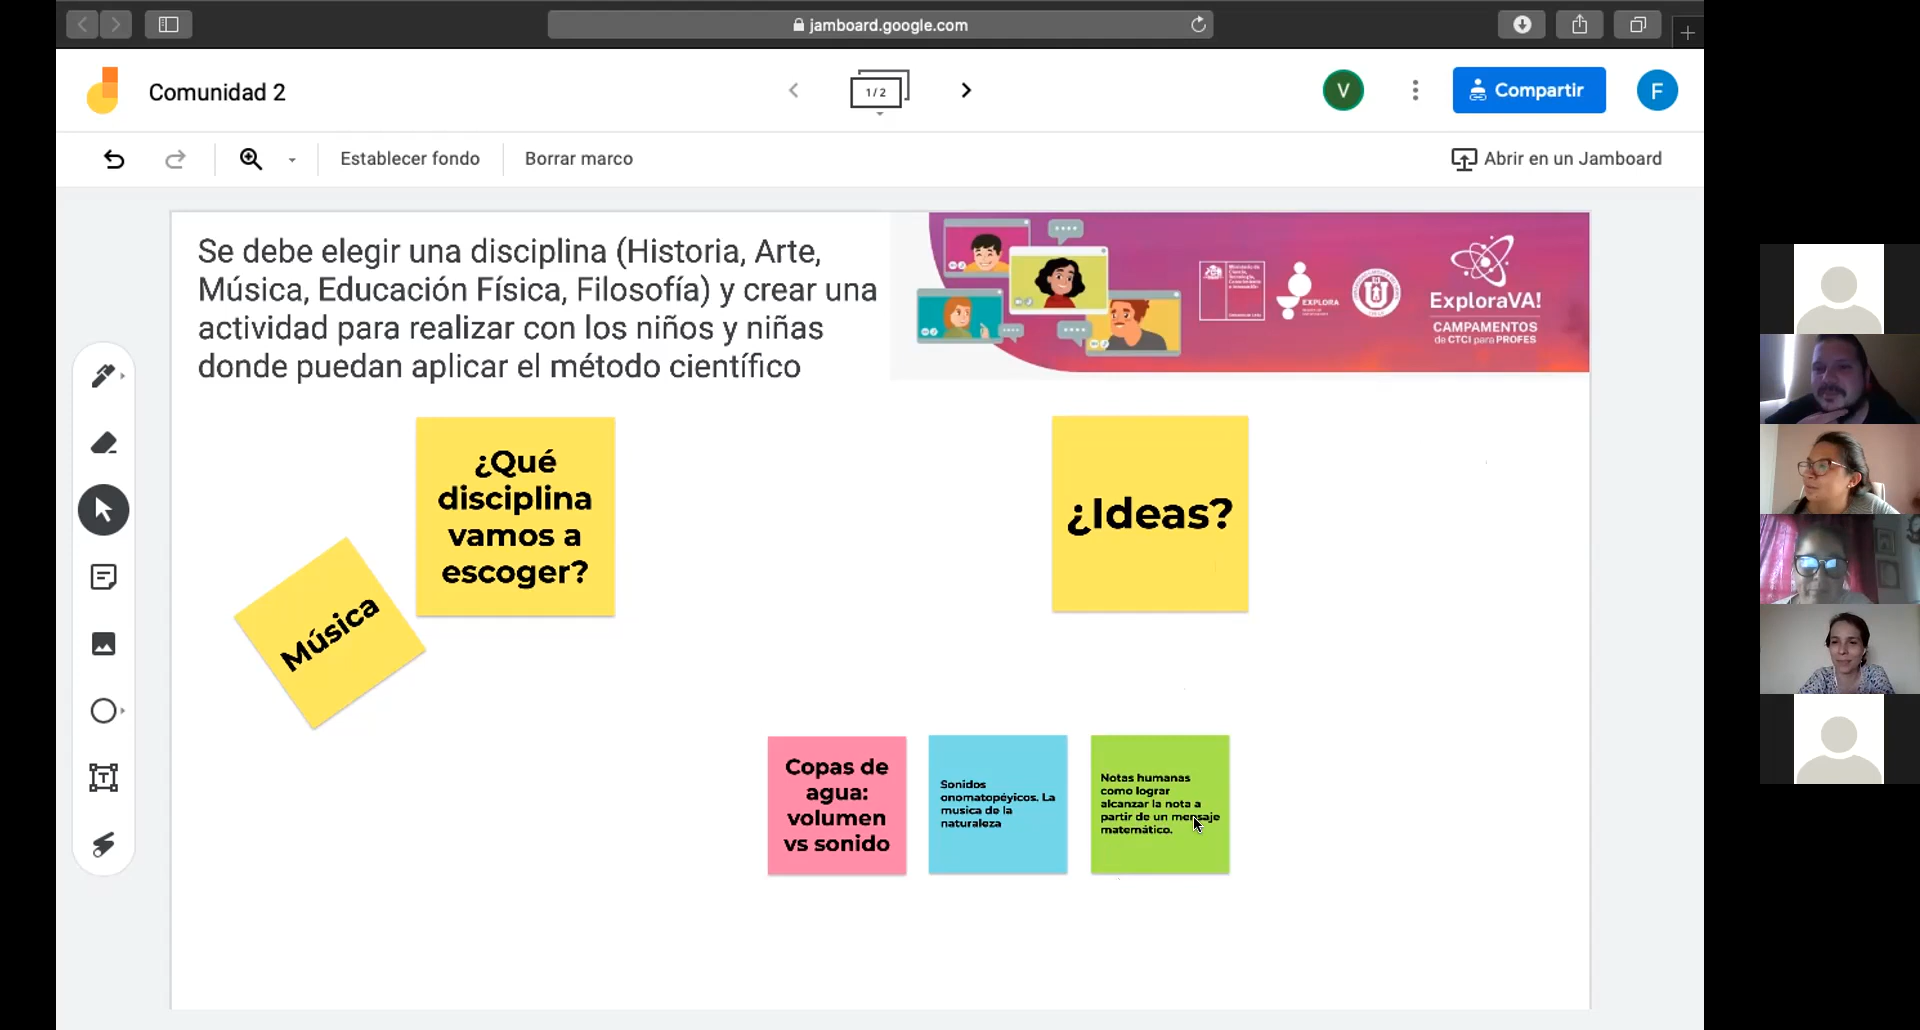 jamboard.google.com
Comunidad 2
1 / 2
V
Compartir
F
Establecer fondo
Borrar marco
Abrir en un Jamboard
Se debe elegir una disciplina (Historia, Arte,
Música, Educación Física, Filosofía) y crear una
actividad para realizar con los niños y niñas
donde puedan aplicar el método científico
EXPLORA
ExploraVA!
CAMPAMENTOS
de CTCI para PROFES
¿Qué
disciplina
vamos a
escoger?
¿Ideas?
Música
Copas de
agua:
volumen
vs sonido
Sonidos
onomatopéyicos. La
musica de la
naturaleza
Notas humanas
como lograr
alcanzar la nota a
partir de un mensaje
matemático.